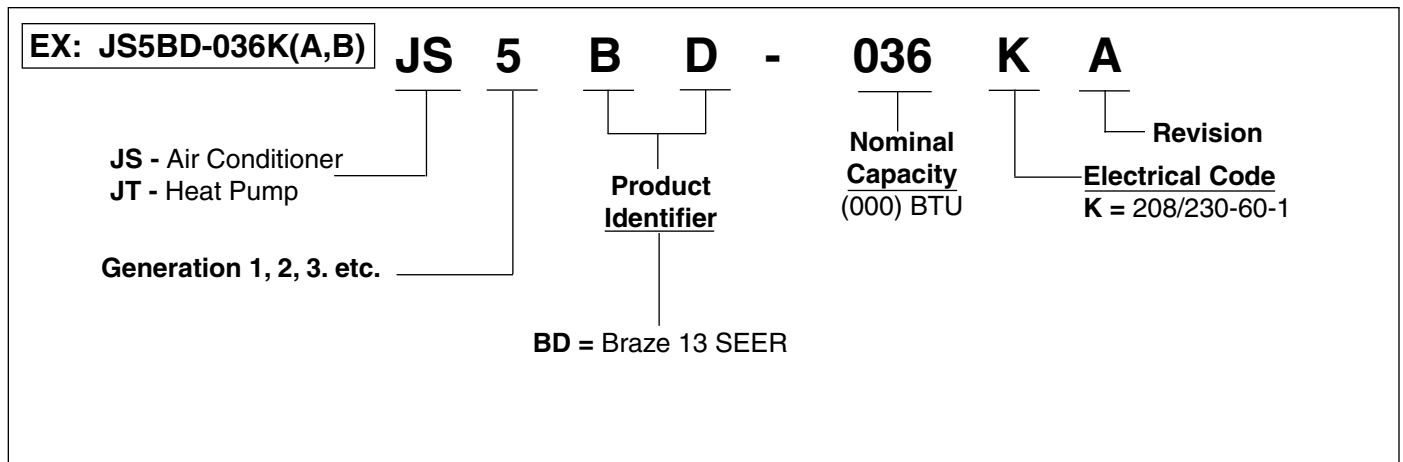 EX: JS5BD-036K(A,B)
JS 5 B D - 036 K A
JS - Air Conditioner
JT - Heat Pump
Generation 1, 2, 3. etc.
Product
Identifier
BD = Braze 13 SEER
Nominal
Capacity
(000) BTU
Revision
Electrical Code
K = 208/230-60-1